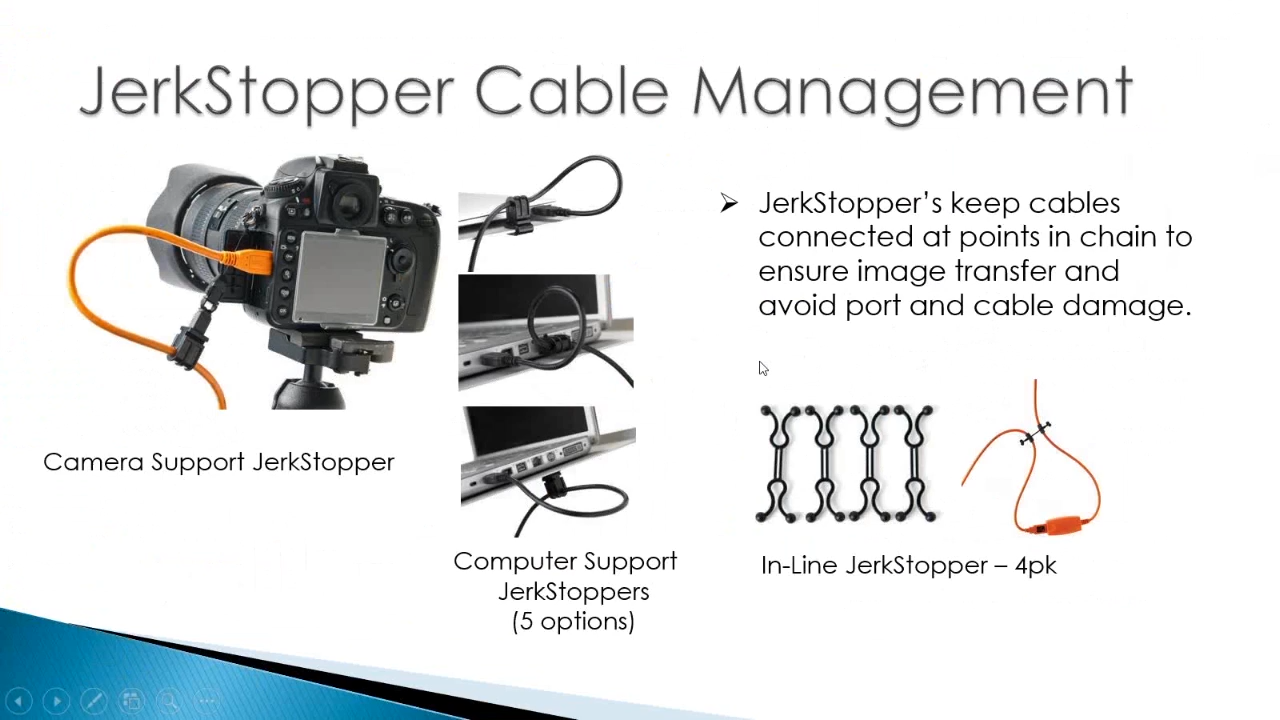 JerkStopper Cable Management
JerkStopper’s keep cables
connected at points in chain to
ensure image transfer and
avoid port and cable damage.
Camera Support JerkStopper
Computer Support
JerkStoppers
(5 options)
In-Line JerkStopper – 4pk